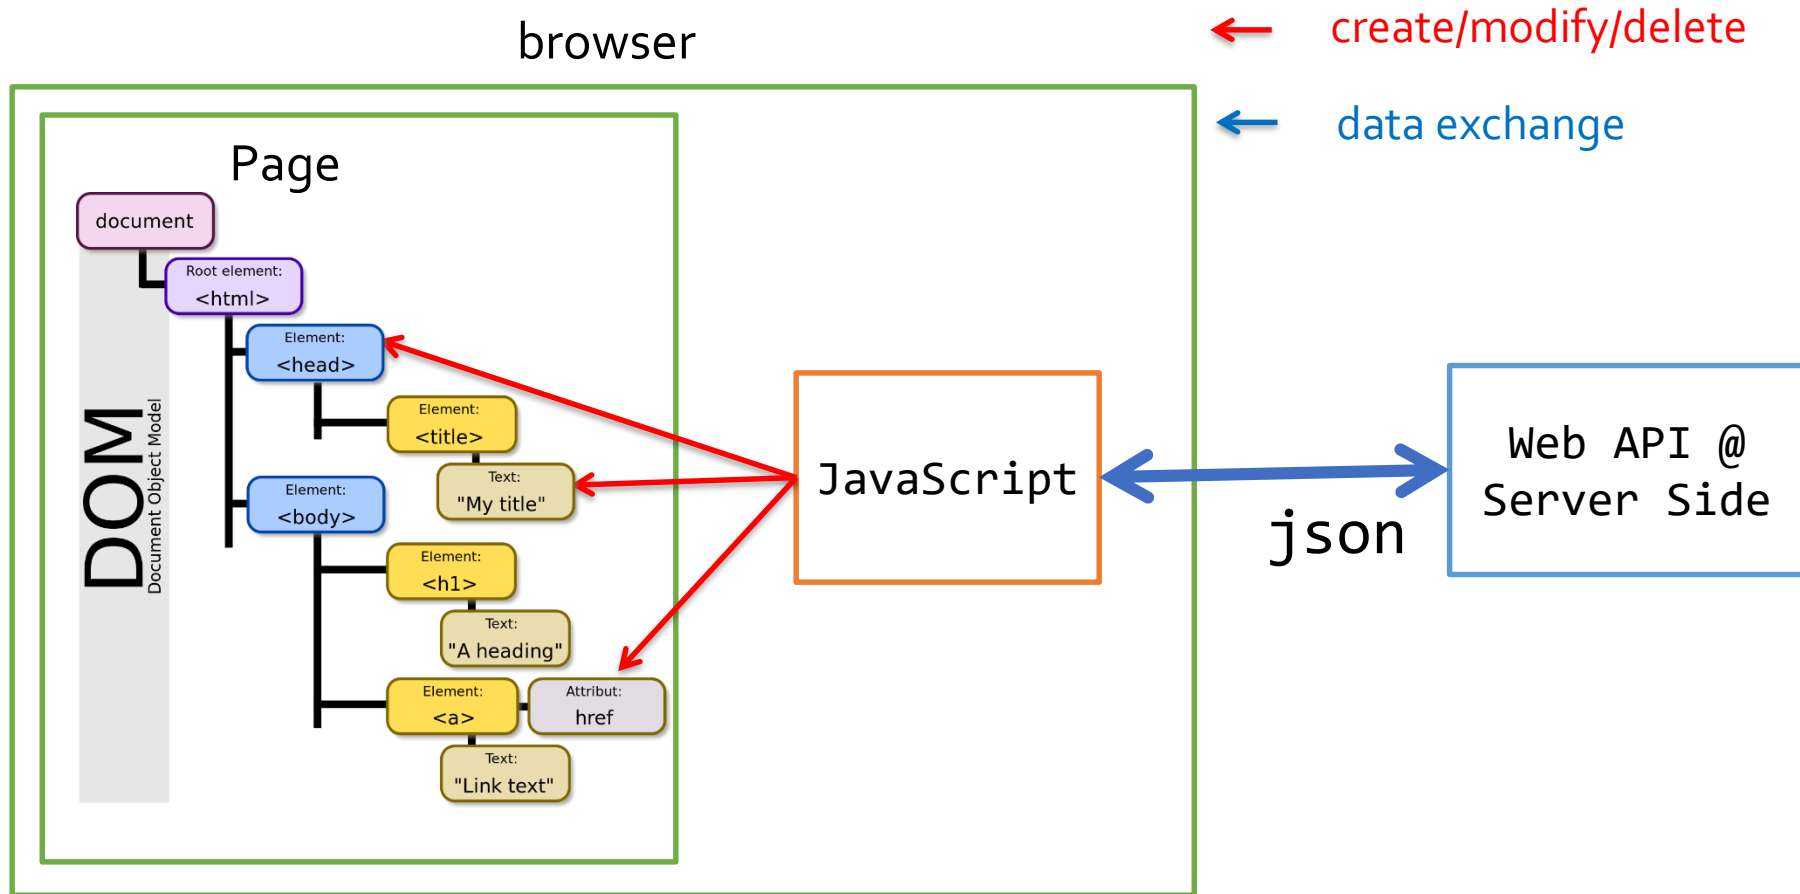 browser
create/modify/delete
data exchange
Page
document
Root element:
<html>
Element:
<head>
Element:
<title>
Text:
"My title"
Element:
<body>
Element:
<h1>
Text:
"A heading"
Element:
<a>
Attribut:
href
Text:
"Link text"
DOM
Document Object Model
JavaScript
json
Web API @
Server Side